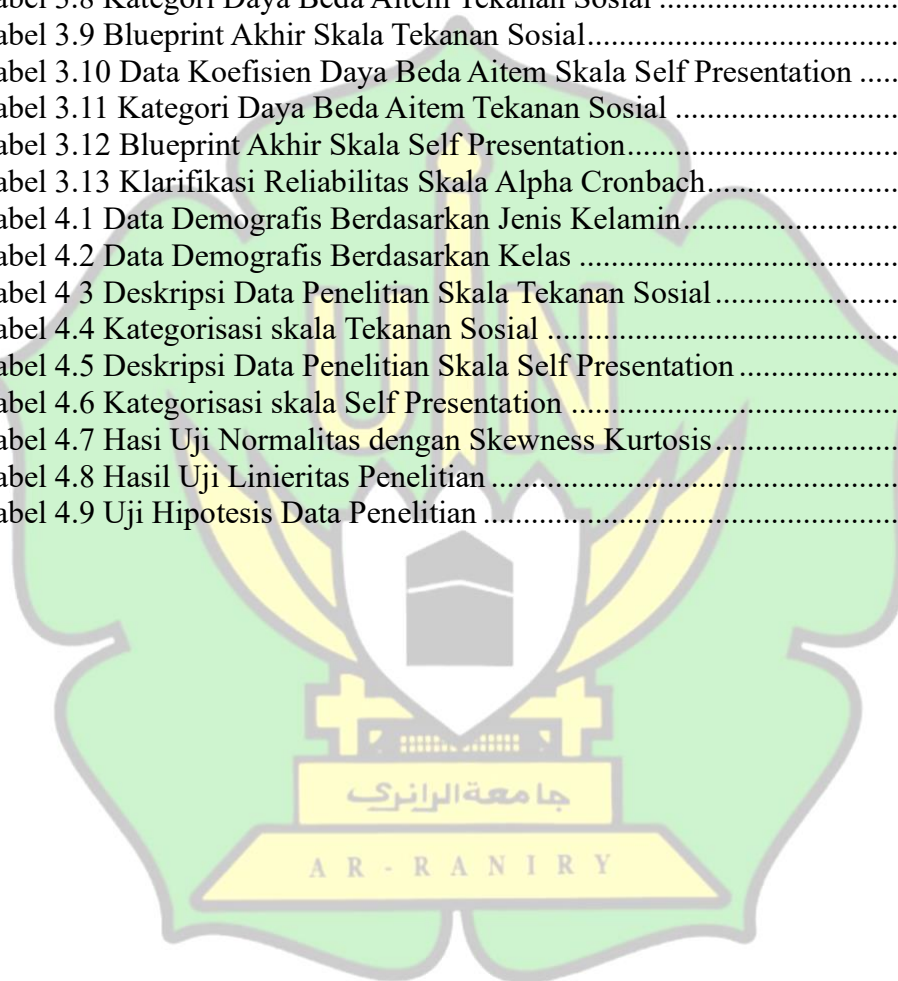 abel 3.8 Kategori Daya Beda Aitem Tekanan Sosial ...........................
abel 3.9 Blueprint Akhir Skala Tekanan Sosial...................................
abel 3.10 Data Koefisien Daya Beda Aitem Skala Self Presentation .....
abel 3.11 Kategori Daya Beda Aitem Tekanan Sosial .........................
abel 3.12 Blueprint Akhir Skala Self Presentation..............................
abel 3.13 Klarifikasi Reliabilitas Skala Alpha Cronbach.....................
abel 4.1 Data Demografis Berdasarkan Jenis Kelamin........................
abel 4.2 Data Demografis Berdasarkan Kelas ...................................
abel 4 3 Deskripsi Data Penelitian Skala Tekanan Sosial....................
abel 4.4 Kategorisasi skala Tekanan Sosial .......................................
abel 4.5 Deskripsi Data Penelitian Skala Self Presentation .................
abel 4.6 Kategorisasi skala Self Presentation ....................................
abel 4.7 Hasi Uji Normalitas dengan Skewness Kurtosis....................
abel 4.8 Hasil Uji Linieritas Penelitian .............................................
abel 4.9 Uji Hipotesis Data Penelitian ..............................................
UIN
جامعةالرانري
AR-RANIRY